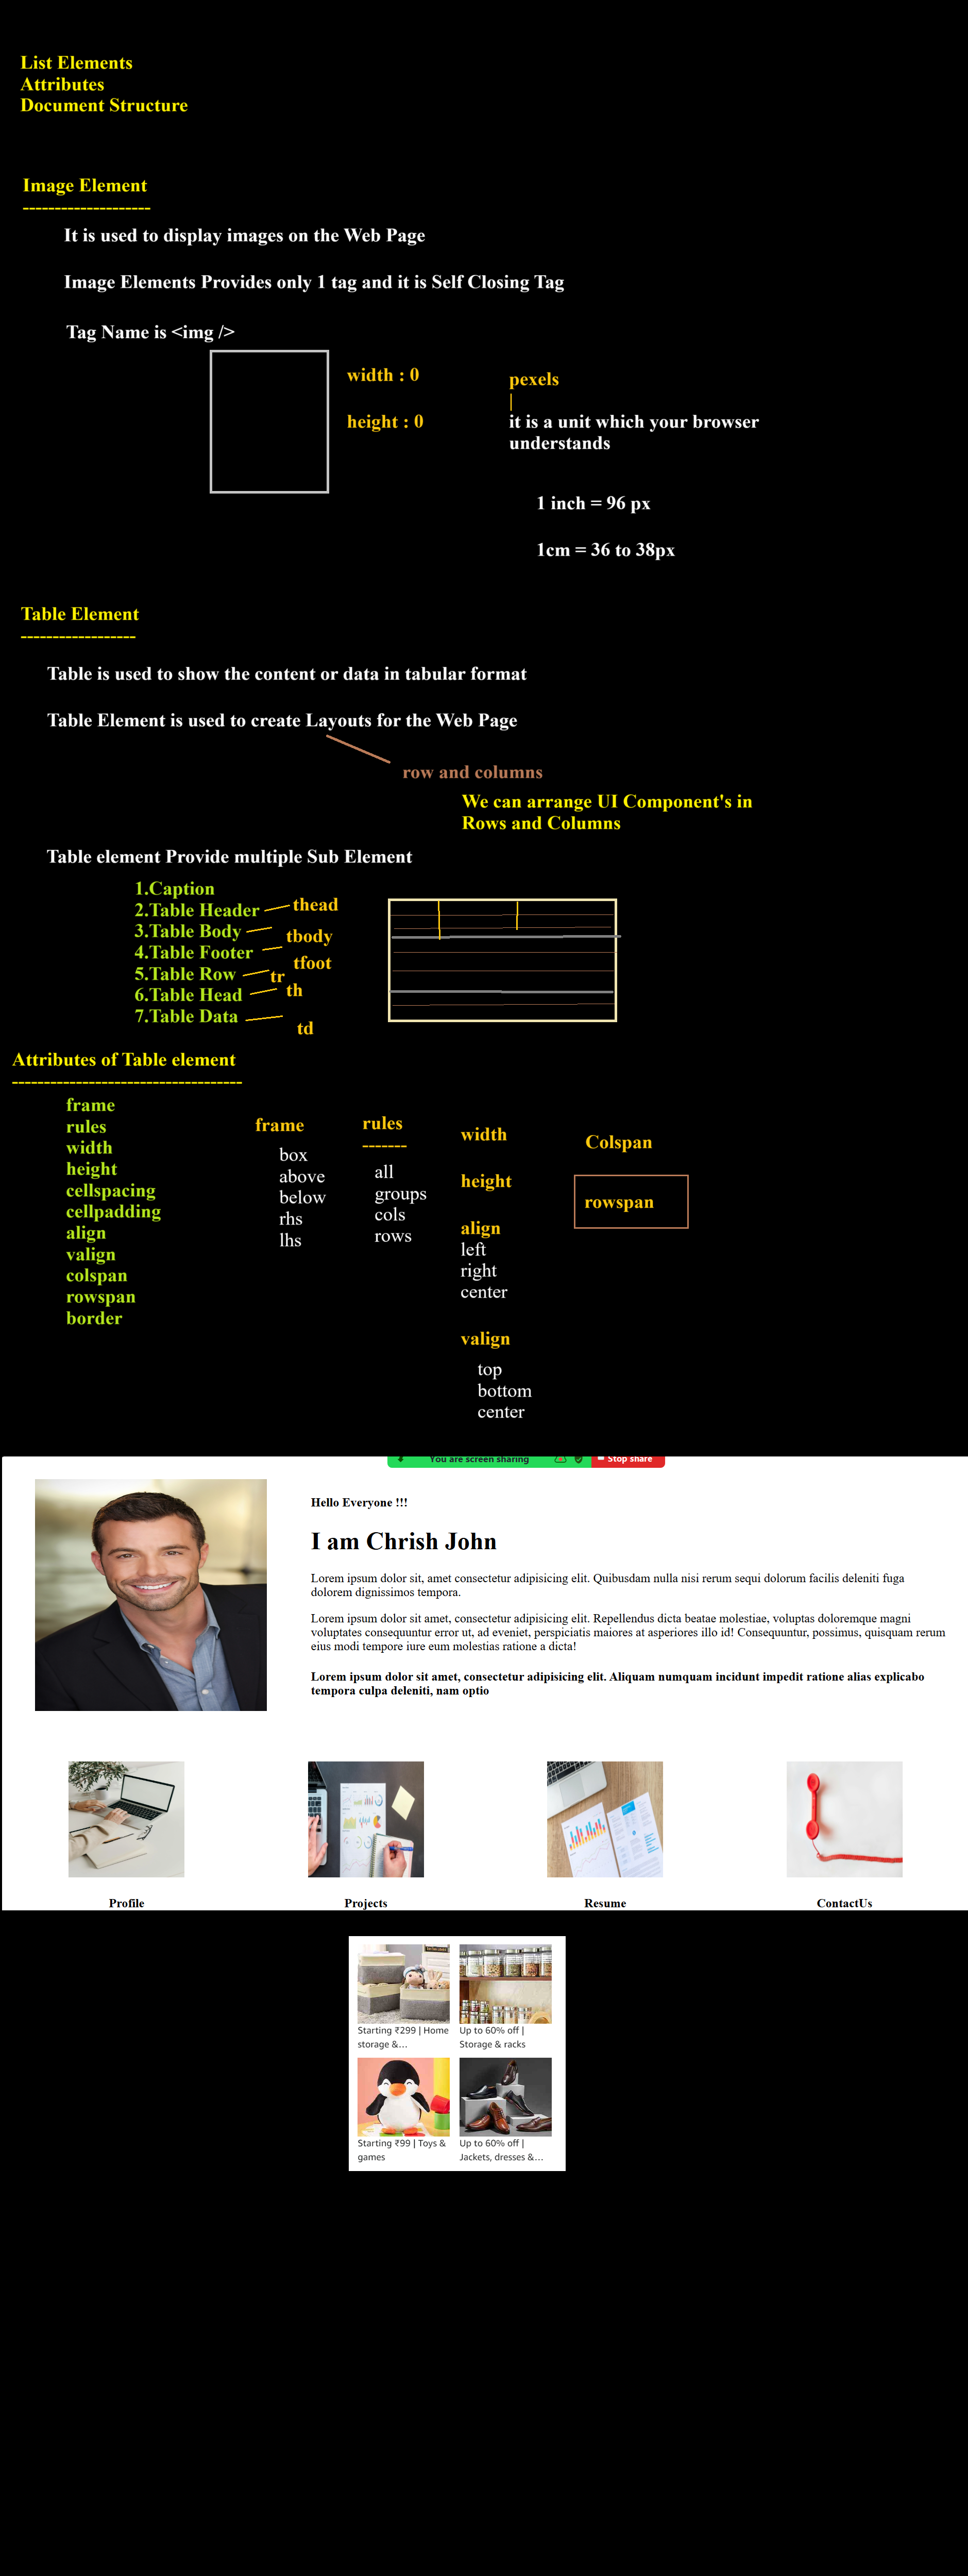 List Elements
Attributes
Document Structure
Image Element
--------------------
It is used to display images on the Web Page
Image Elements Provides only 1 tag and it is Self Closing Tag
Tag Name is <img />
width : 0
height : 0
pexels
|
it is a unit which your browser
understands
1 inch = 96 px
1cm = 36 to 38px
Table Element
------------------
Table is used to show the content or data in tabular format
Table Element is used to create Layouts for the Web Page
row and columns
We can arrange UI Component's in
Rows and Columns
Table element Provide multiple Sub Element
1.Caption
2.Table Header
thead
3.Table Body
tbody
4.Table Footer
tfoot
5.Table Row
tr
6.Table Head
th
7.Table Data
td
Attributes of Table element
------------------------------------
frame
rules
width
height
cellspacing
cellpadding
align
valign
colspan
rowspan
border
frame
box
above
below
rhs
lhs
rules
-------
all
groups
cols
rows
width
height
align
left
right
center
valign
top
bottom
center
Colspan
rowspan
You are screen sharing
Stop share
Hello Everyone !!!
I am Chrish John
Lorem ipsum dolor sit, amet consectetur adipisicing elit. Quibusdam nulla nisi rerum sequi dolorum facilis deleniti fuga
dolorem dignissimos tempora.
Lorem ipsum dolor sit amet, consectetur adipisicing elit. Repellendus dicta beatae molestiae, voluptas doloremque magni
voluptates consequuntur error ut, ad eveniet, perspiciatis maiores at asperiores illo id! Consequuntur, possimus, quisquam rerum
eius modi tempore iure eum molestias ratione a dicta!
Lorem ipsum dolor sit amet, consectetur adipisicing elit. Aliquam numquam incidunt impedit ratione alias explicabo
tempora culpa deleniti, nam optio
Profile
Projects
Resume
ContactUs
Starting ₹299 | Home
storage &...
Up to 60% off |
Storage & racks
Starting ₹99 | Toys &
games
Up to 60% off |
Jackets, dresses &...